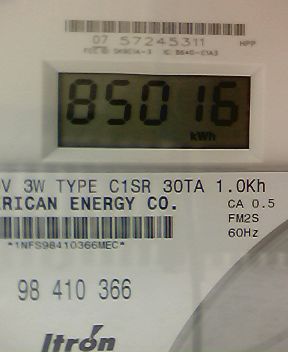 07 57245311 HPP
85016
kWh
V 3W TYPE C1SR 30TA 1.0Kh
RICAN ENERGY CO.
CA 0.5
FM2S
60Hz
*1NFS98410366MEC*
98 410 366
Itron